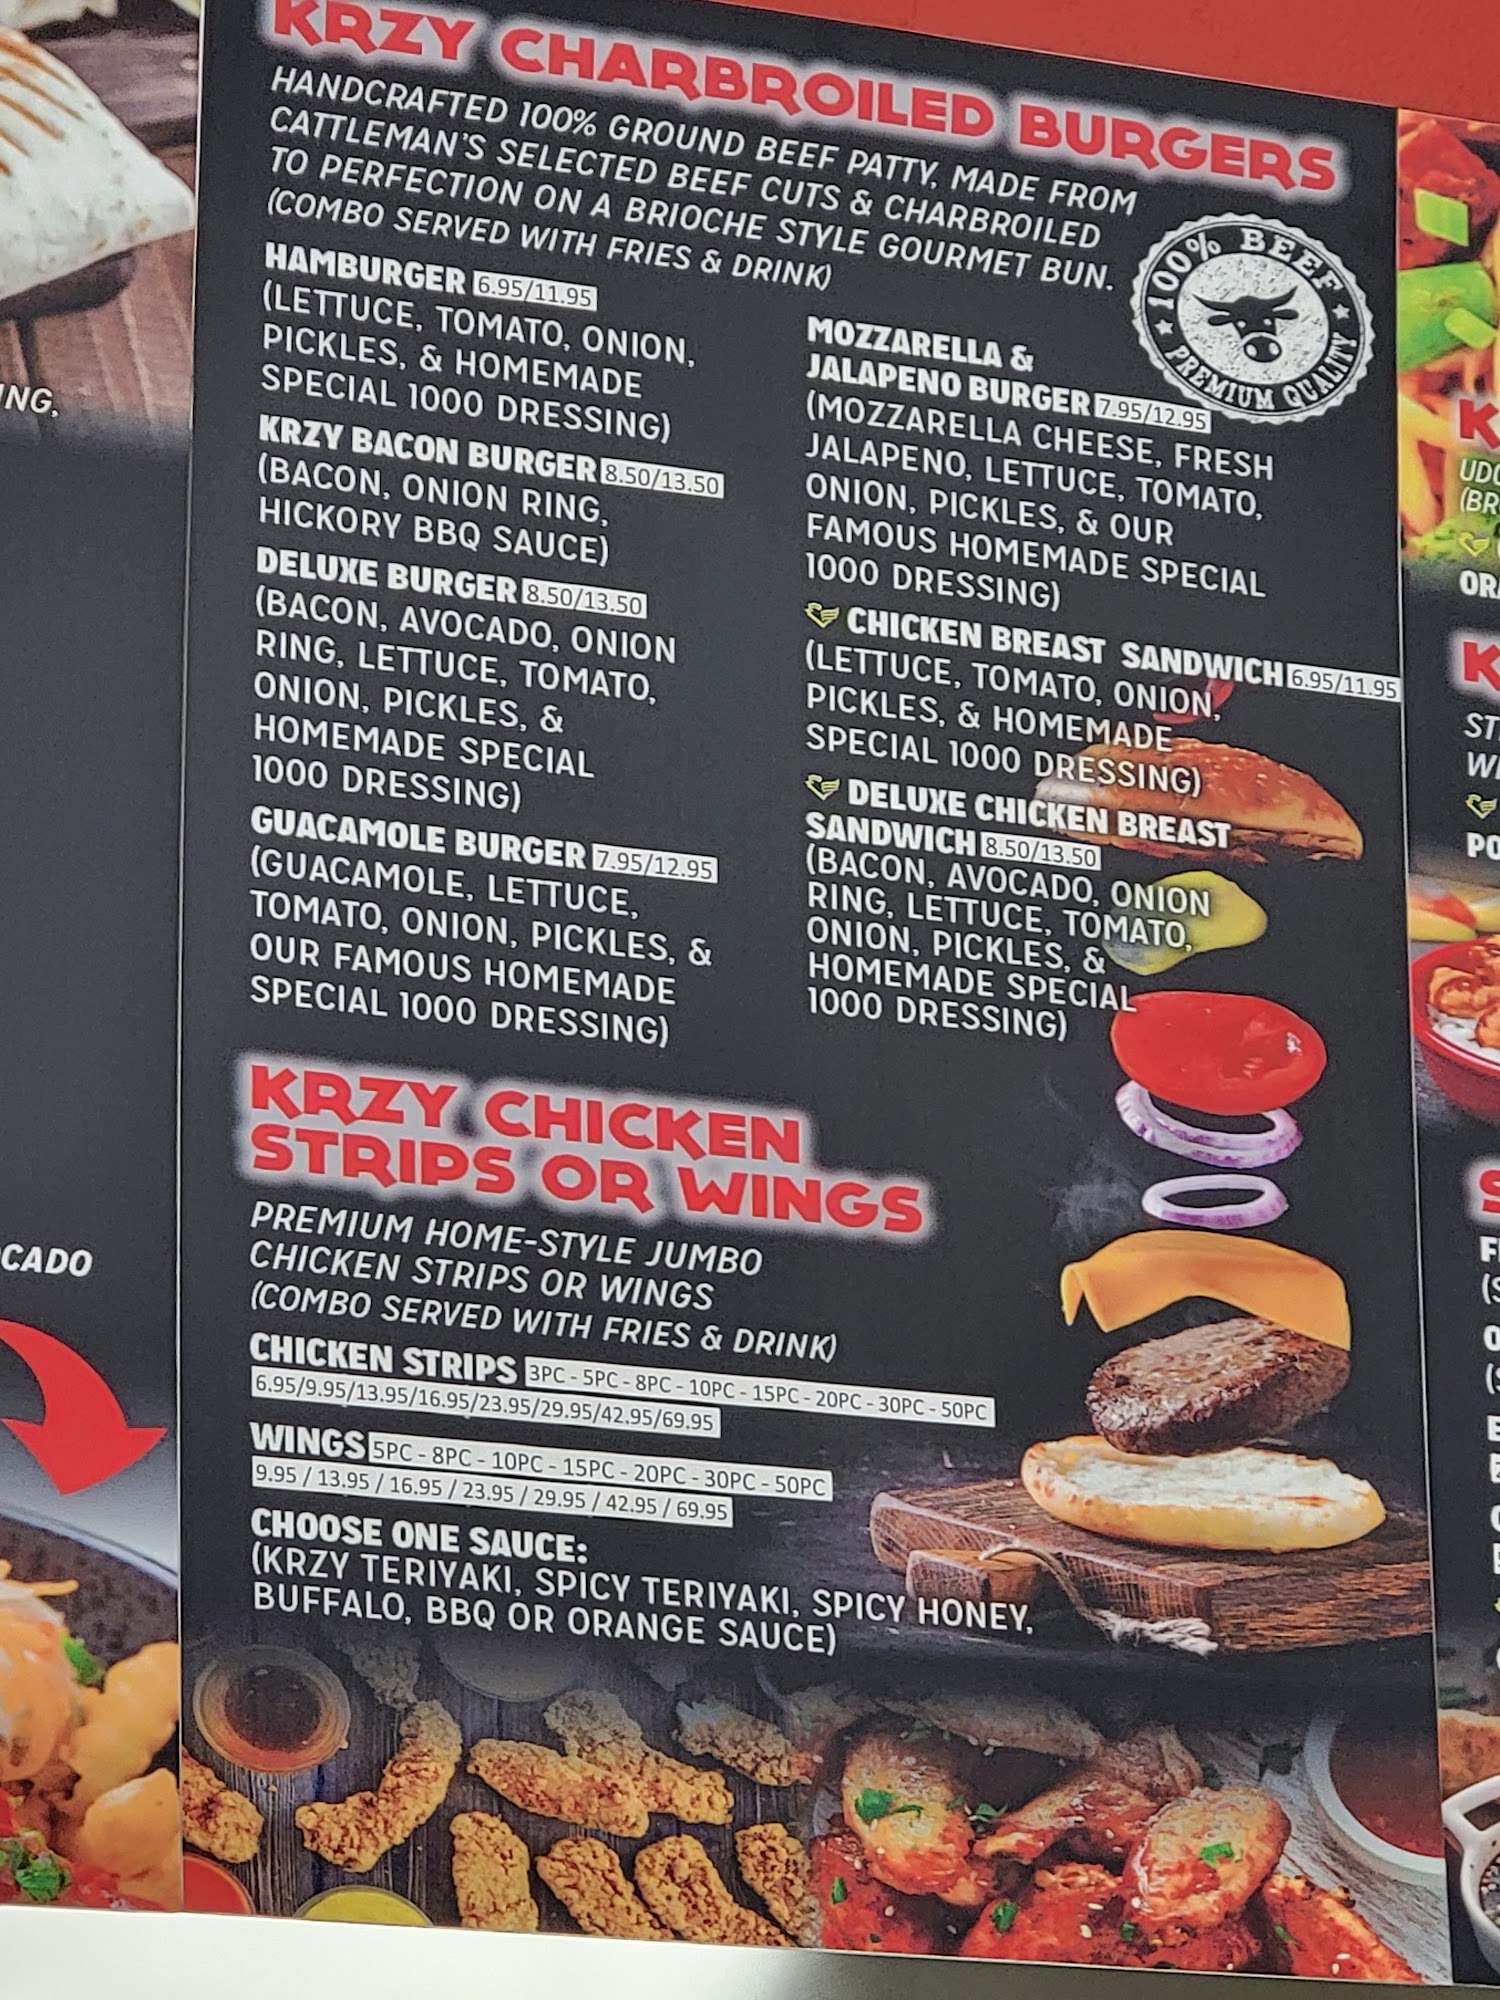 KRZY CHARBROILED BURGERS
HANDCRAFTED 100% GROUND BEEF PATTY, MADE FROM
CATTLEMAN'S SELECTED BEEF CUTS & CHARBROILED
TO PERFECTION ON A BRIOCHE STYLE GOURMET BUN.
(COMBO SERVED WITH FRIES & DRINK)
100% BEEF
PREMIUM QUALITY
HAMBURGER 6.95/11.95
(LETTUCE, TOMATO, ONION,
PICKLES, & HOMEMADE
SPECIAL 1000 DRESSING)
KRZY BACON BURGER 8.50/13.50
(BACON, ONION RING,
HICKORY BBQ SAUCE)
DELUXE BURGER 8.50/13.50
(BACON, AVOCADO, ONION
RING, LETTUCE, TOMATO,
ONION, PICKLES, &
HOMEMADE SPECIAL
1000 DRESSING)
GUACAMOLE BURGER 7.95/12.95
(GUACAMOLE, LETTUCE,
TOMATO, ONION, PICKLES, &
OUR FAMOUS HOMEMADE
SPECIAL 1000 DRESSING)
MOZZARELLA &
JALAPENO BURGER 7.95/12.95
(MOZZARELLA CHEESE, FRESH
JALAPENO, LETTUCE, TOMATO,
ONION, PICKLES, & OUR
FAMOUS HOMEMADE SPECIAL
1000 DRESSING)
CHICKEN BREAST SANDWICH 6.95/11.95
(LETTUCE, TOMATO, ONION,
PICKLES, & HOMEMADE
SPECIAL 1000 DRESSING)
DELUXE CHICKEN BREAST
SANDWICH 8.50/13.50
(BACON, AVOCADO, ONION
RING, LETTUCE, TOMATO,
ONION, PICKLES, &
HOMEMADE SPECIAL
1000 DRESSING)
KRZY CHICKEN
STRIPS OR WINGS
PREMIUM HOME-STYLE JUMBO
CHICKEN STRIPS OR WINGS
(COMBO SERVED WITH FRIES & DRINK)
CHICKEN STRIPS 3PC - 5PC - 8PC - 10PC - 15PC - 20PC - 30PC - 50PC
6.95/9.95/13.95/16.95/23.95/29.95/42.95/69.95
WINGS 5PC - 8PC - 10PC - 15PC - 20PC - 30PC - 50PC
9.95 / 13.95 / 16.95 / 23.95 / 29.95 / 42.95 / 69.95
CHOOSE ONE SAUCE:
(KRZY TERIYAKI, SPICY TERIYAKI, SPICY HONEY,
BUFFALO, BBQ OR ORANGE SAUCE)